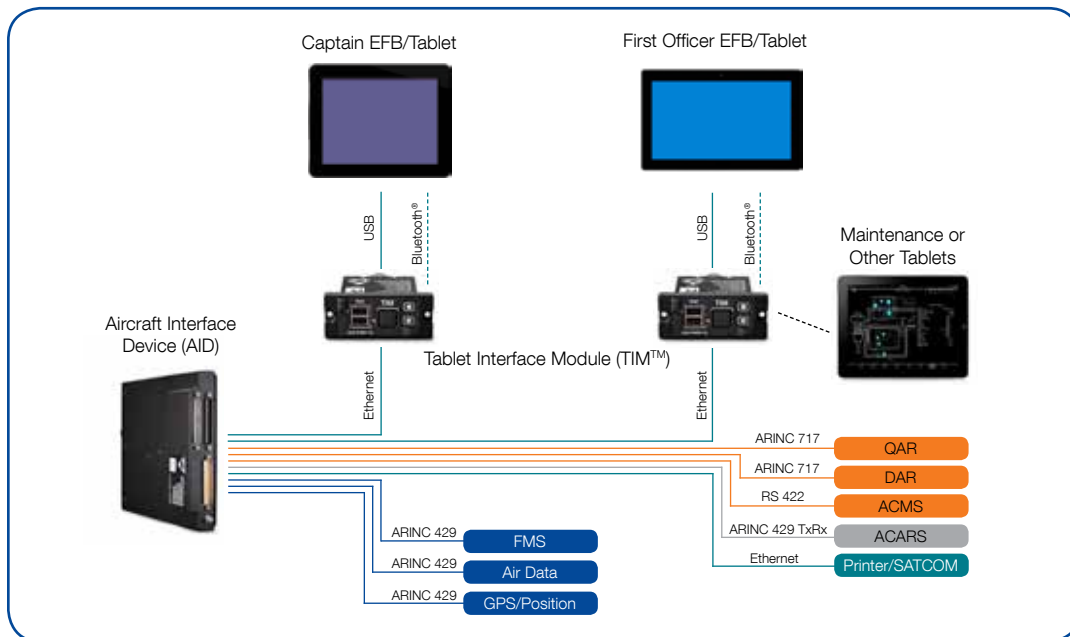 Captain EFB/Tablet
First Officer EFB/Tablet
USB
Bluetooth®
USB
Bluetooth®
Maintenance or
Other Tablets
TIM
TIM
Aircraft Interface
Device (AID)
Tablet Interface Module (TIM™)
Ethernet
Ethernet
ARINC 717
QAR
ARINC 717
DAR
RS 422
ACMS
ARINC 429 TxRx
ACARS
Ethernet
Printer/SATCOM
ARINC 429
FMS
ARINC 429
Air Data
ARINC 429
GPS/Position